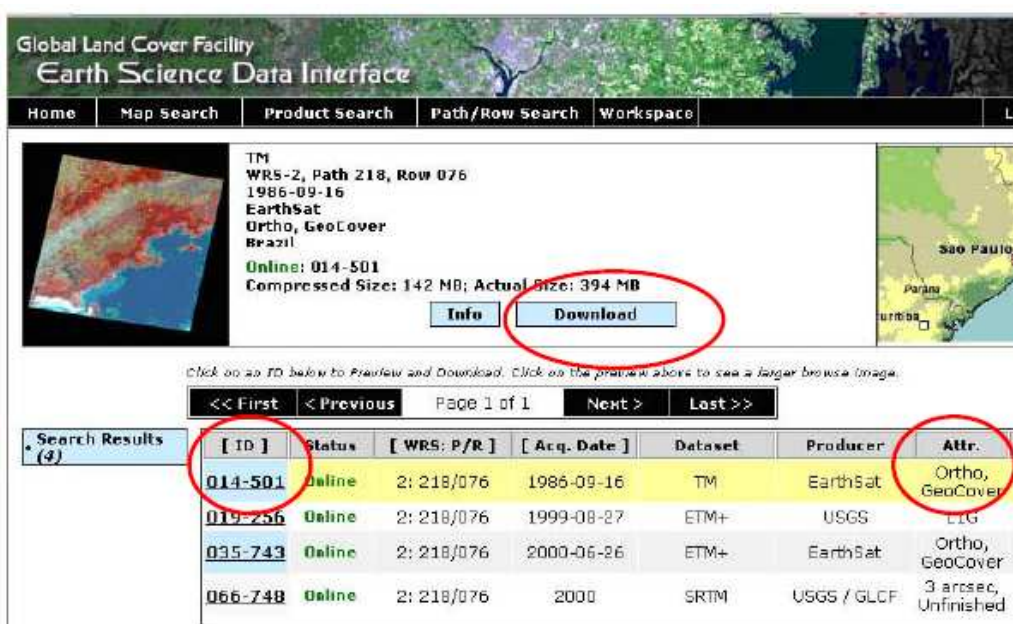 Global Land Cover Facility
Earth Science Data Interface
Home Map Search Product Search Path/Row Search Workspace L
TM
WRS-2, Path 218, Row 076
1986-09-16
EarthSat
Ortho, GeoCover
Brazil
Online: 014-501
Compressed Size: 142 MB; Actual Size: 394 MB
Info Download
Sao Paulo
Parana
uritiba
Click on an ID below to Preview and Download. Click on the preview above to see a larger browse image.
<< First < Previous Page 1 of 1 Next > Last >>
Search Results
(4)
[ ID ] Status [ WRS: P/R ] [ Acq. Date ] Dataset Producer Attr.
014-501 Online 2: 218/076 1986-09-16 TM EarthSat Ortho,
GeoCover
019-256 Online 2: 218/076 1999-08-27 ETM+ USGS L1G
035-743 Online 2: 218/076 2000-06-26 ETM+ EarthSat Ortho,
GeoCover
066-748 Online 2: 218/076 2000 SRTM USGS / GLCF 3 arcsec,
Unfinished